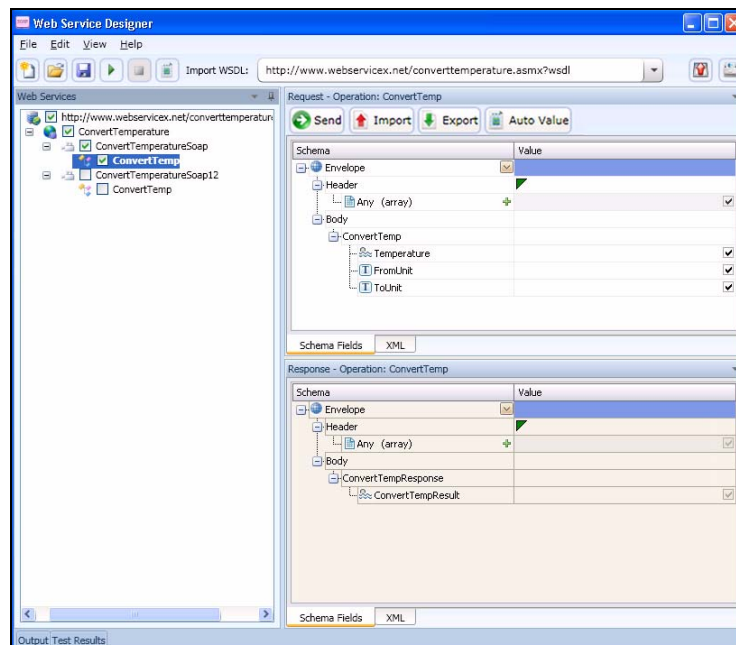 Web Service Designer
File Edit View Help
Import WSDL: http://www.webservicex.net/converttemperature.asmx?wsdl
Web Services
http://www.webservicex.net/converttemperature
ConvertTemperature
ConvertTemperatureSoap
ConvertTemp
ConvertTemperatureSoap12
ConvertTemp
Request - Operation: ConvertTemp
Send Import Export Auto Value
Schema Value
Envelope
Header
Any (array)
Body
ConvertTemp
Temperature
T FromUnit
T ToUnit
Schema Fields XML
Response - Operation: ConvertTemp
Schema Value
Envelope
Header
Any (array)
Body
ConvertTempResponse
ConvertTempResult
Schema Fields XML
Output Test Results